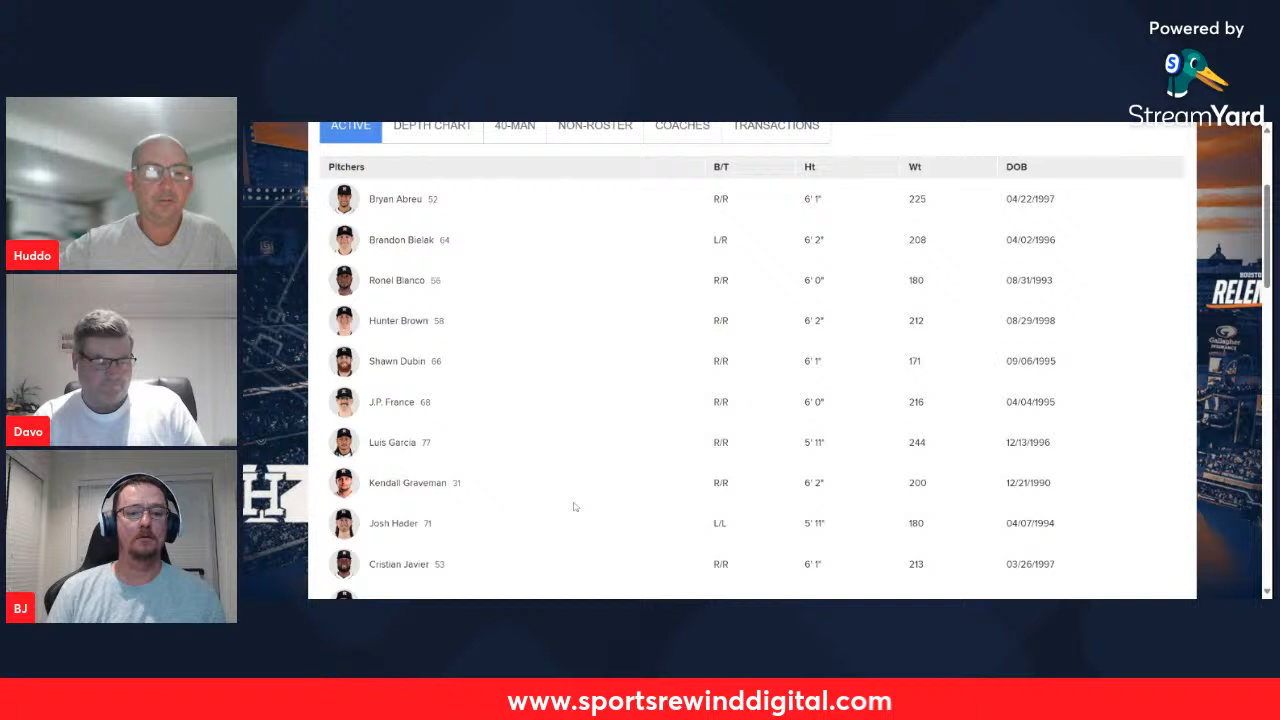 Powered by
S
StreamYard
ACTIVE DEPTH CHART 40-MAN NON-ROSTER COACHES TRANSACTIONS
Pitchers B/T Ht Wt DOB
Bryan Abreu 52 R/R 6' 1" 225 04/22/1997
Brandon Bielak 64 L/R 6' 2" 208 04/02/1996
Ronel Blanco 56 R/R 6' 0" 180 08/31/1993
Hunter Brown 58 R/R 6' 2" 212 08/29/1998
Shawn Dubin 66 R/R 6' 1" 171 09/06/1995
J.P. France 68 R/R 6' 0" 216 04/04/1995
Luis Garcia 77 R/R 5' 11" 244 12/13/1996
Kendall Graveman 31 R/R 6' 2" 200 12/21/1990
Josh Hader 71 L/L 5' 11" 180 04/07/1994
Cristian Javier 53 R/R 6' 1" 213 03/26/1997
Huddo
Davo
BJ
H
HOUSTO
RELEN
Gallagher
www.sportsrewinddigital.com